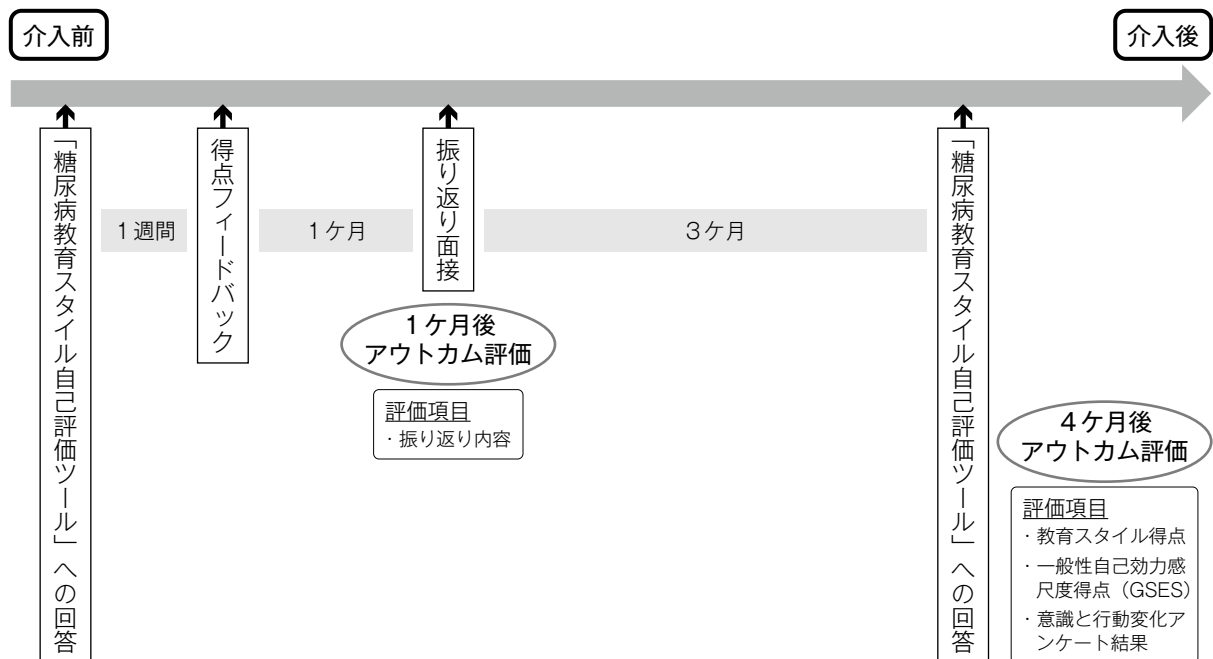 介入前
介入後
「糖尿病教育スタイル自己評価ツール」への回答
1週間
得点フィードバック
1ケ月
振り返り面接
1ケ月後
アウトカム評価
評価項目
・振り返り内容
3ケ月
「糖尿病教育スタイル自己評価ツール」への回答
4ケ月後
アウトカム評価
評価項目
・教育スタイル得点
・一般性自己効力感
尺度得点（GSES）
・意識と行動変化ア
ンケート結果